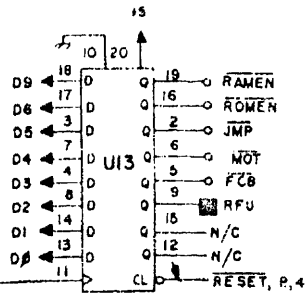 15
10 20
D9 18 D Q 19 RAMEN
D6 17 D Q 16 ROMEN
D5 3 D Q 2 JMP
D4 7 D U13 Q 6 MOT
D3 4 D Q 5 FCB
D2 8 D Q 9 RFU
D1 14 D Q 15 N/C
DØ 13 D Q 12 N/C
11 CL RESET, P,4